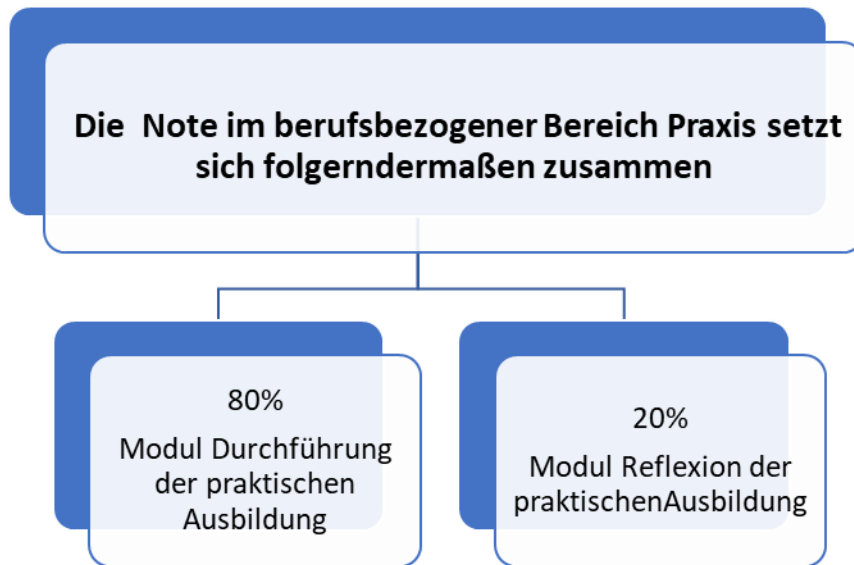 Die Note im berufsbezogener Bereich Praxis setzt
sich folgerndermaßen zusammen
80%
Modul Durchführung
der praktischen
Ausbildung
20%
Modul Reflexion der
praktischenAusbildung